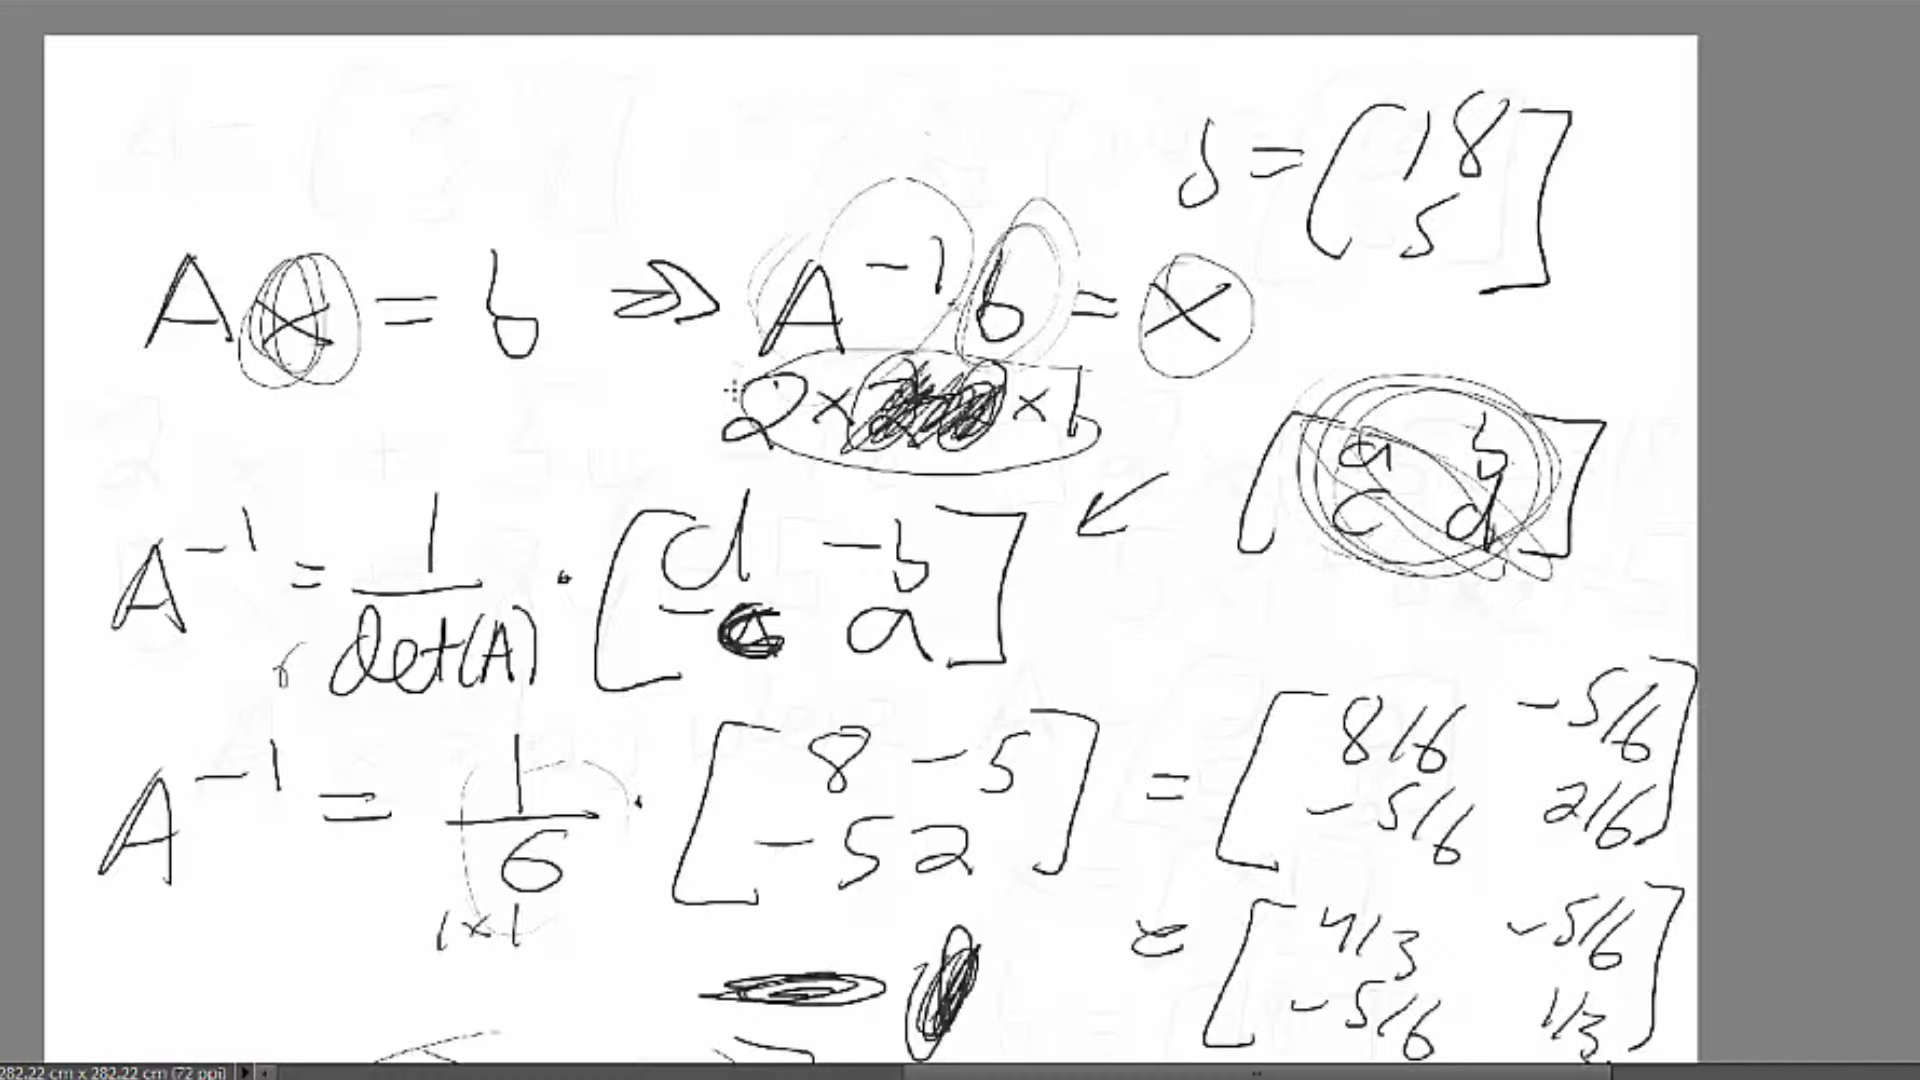 b = [18
5]
Ax = b ⇒ A⁻¹b = x
2 x 2 x 1
[a b
c d]
A⁻¹ = 1/det(A) · [d -b
-c a]
A⁻¹ = 1/6 · [8 -5
-5 2] = [8/6 -5/6
-5/6 2/6]
1x1
= [4/3 -5/6
-5/6 1/3]
282.22 cm x 282.22 cm (72 ppi)